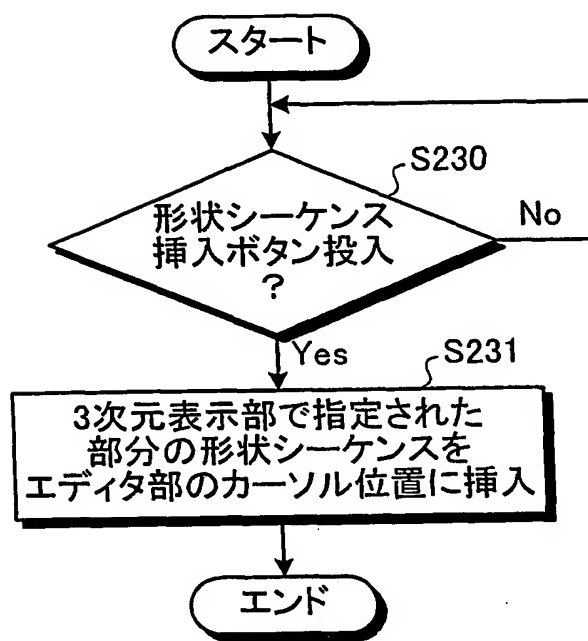 スタート
S230
形状シーケンス
挿入ボタン投入
?
No
Yes
S231
3次元表示部で指定された
部分の形状シーケンスを
エディタ部のカーソル位置に挿入
エンド